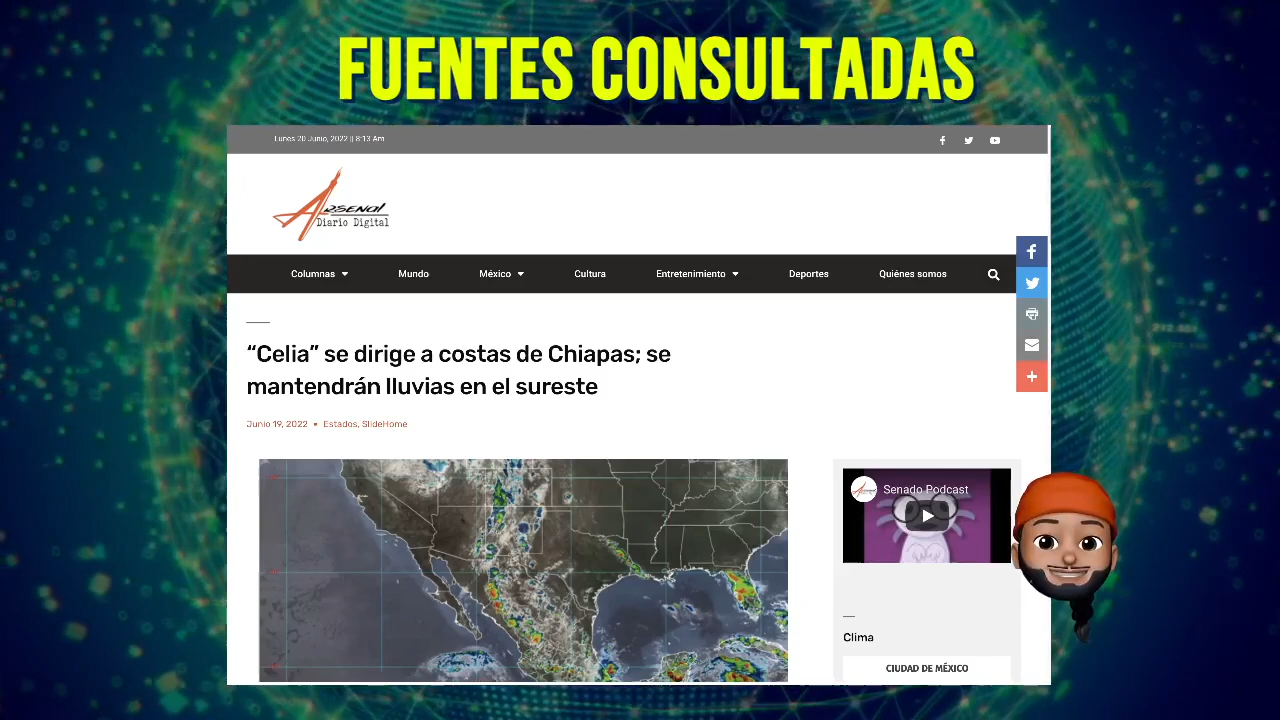 FUENTES CONSULTADAS
Lunes 20 Junio, 2022 || 8:13 Am
Arsenal
Diario Digital
Columnas Mundo México Cultura Entretenimiento Deportes Quiénes somos
“Celia” se dirige a costas de Chiapas; se
mantendrán lluvias en el sureste
Junio 19, 2022 Estados, SlideHome
Senado Podcast
Clima
CIUDAD DE MÉXICO